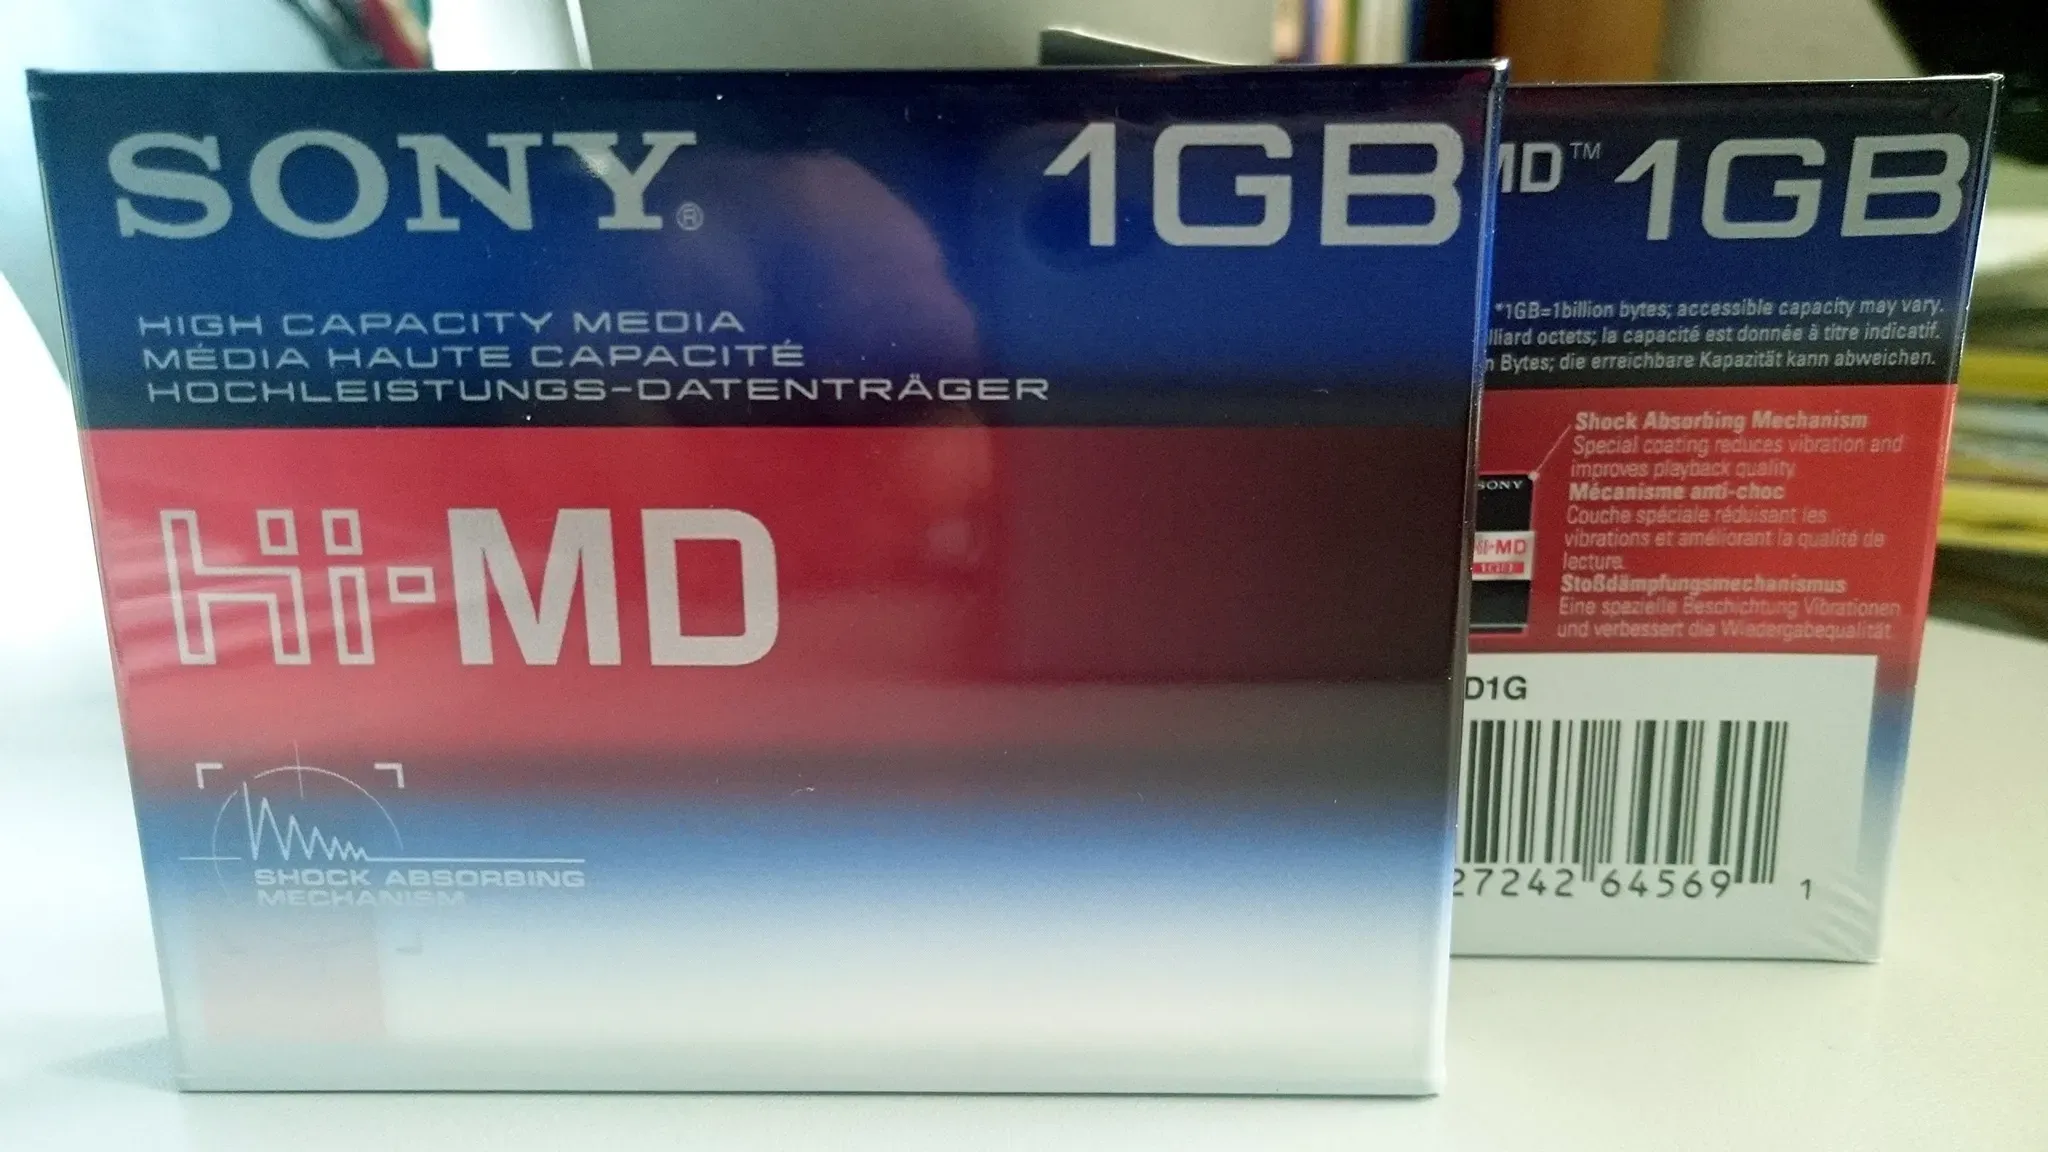 SONY®
1GB
HIGH CAPACITY MEDIA
MÉDIA HAUTE CAPACITÉ
HOCHLEISTUNGS-DATENTRÄGER
Hi-MD
SHOCK ABSORBING
MECHANISM
MD™ 1GB
*1GB=1billion bytes; accessible capacity may vary.
lliard octets; la capacité est donnée à titre indicatif.
n Bytes; die erreichbare Kapazität kann abweichen.
Shock Absorbing Mechanism
Special coating reduces vibration and
improves playback quality
Mécanisme anti-choc
Couche spéciale réduisant les
vibrations et améliorant la qualité de
lecture.
Stoßdämpfungsmechanismus
Eine spezielle Beschichtung Vibrationen
und verbessert die Wiedergabequalität
SONY
Hi-MD
1GB
D1G
27242 64569 1